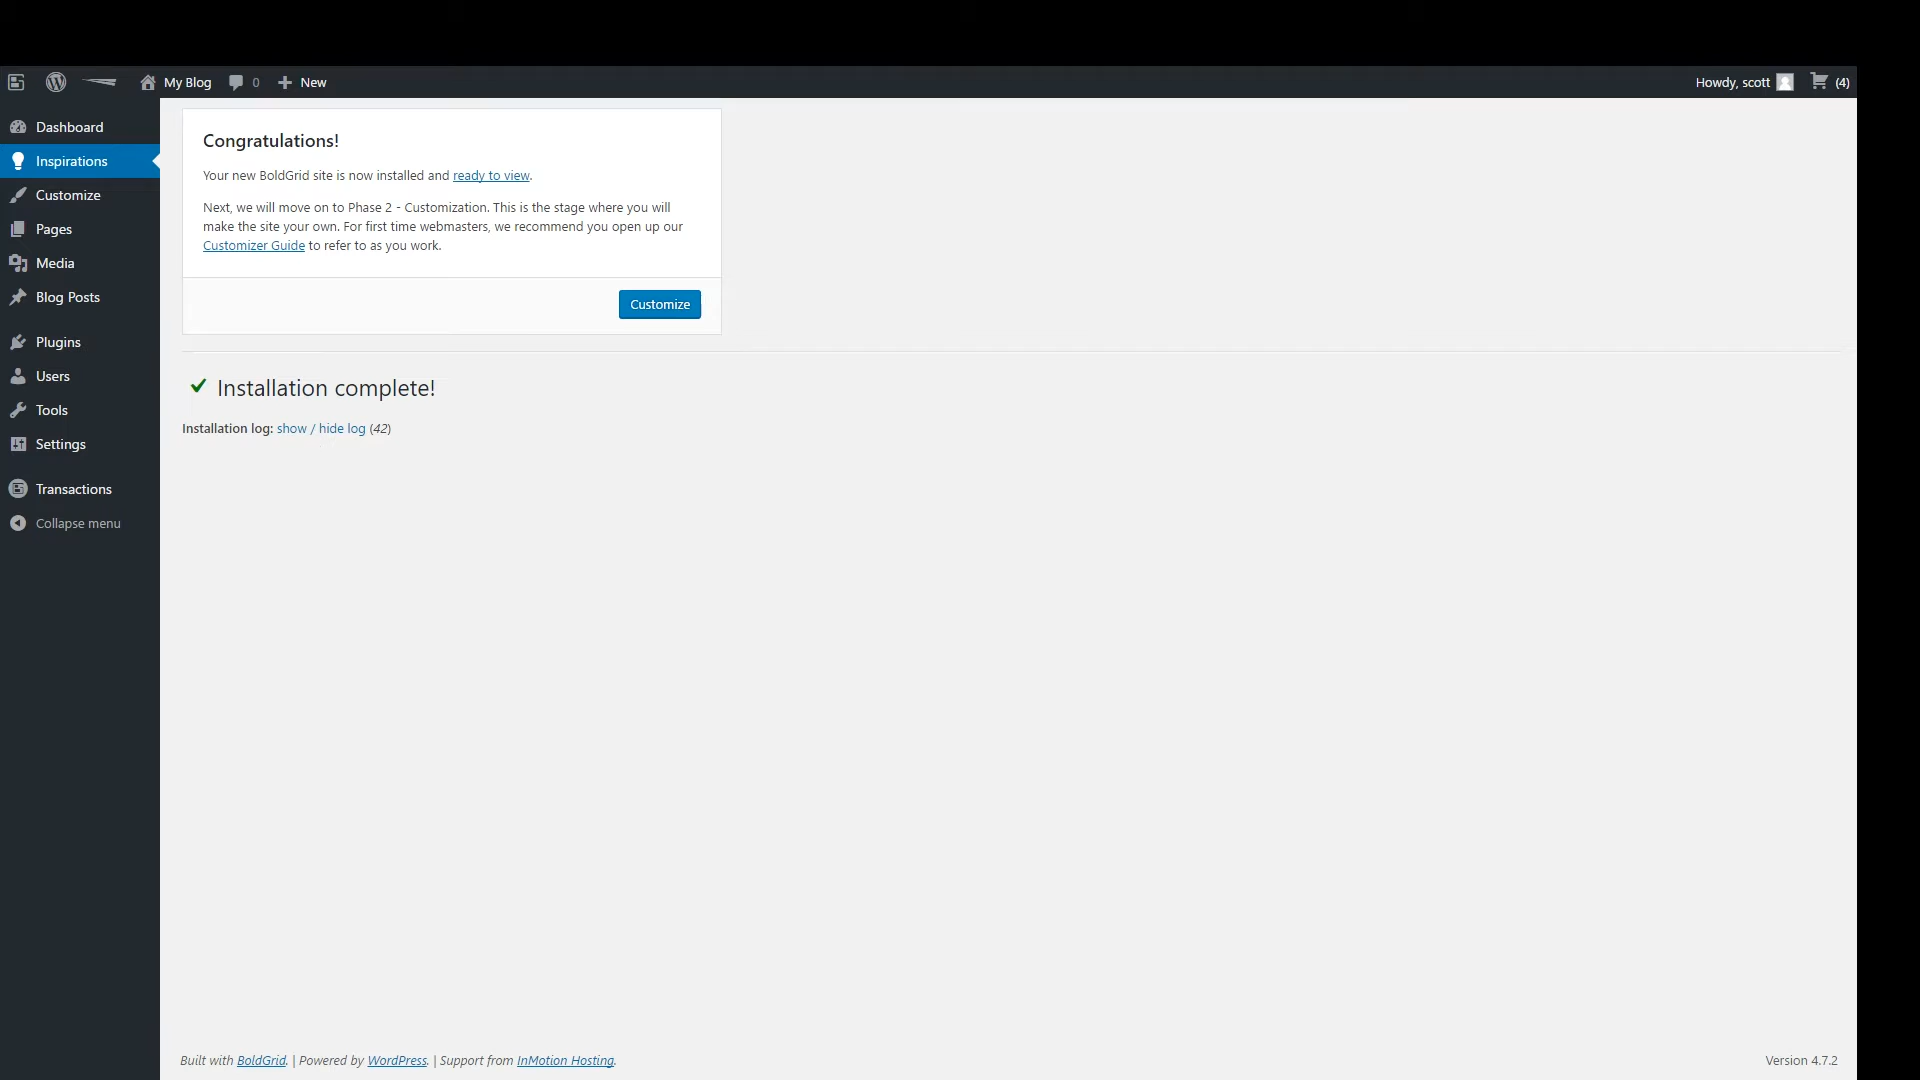 My Blog 0 New Howdy, scott (4)
Dashboard
Inspirations
Customize
Pages
Media
Blog Posts
Plugins
Users
Tools
Settings
Transactions
Collapse menu
Congratulations!
Your new BoldGrid site is now installed and ready to view.
Next, we will move on to Phase 2 - Customization. This is the stage where you will
make the site your own. For first time webmasters, we recommend you open up our
Customizer Guide to refer to as you work.
Customize
Installation complete!
Installation log: show / hide log (42)
Built with BoldGrid. | Powered by WordPress. | Support from InMotion Hosting.
Version 4.7.2